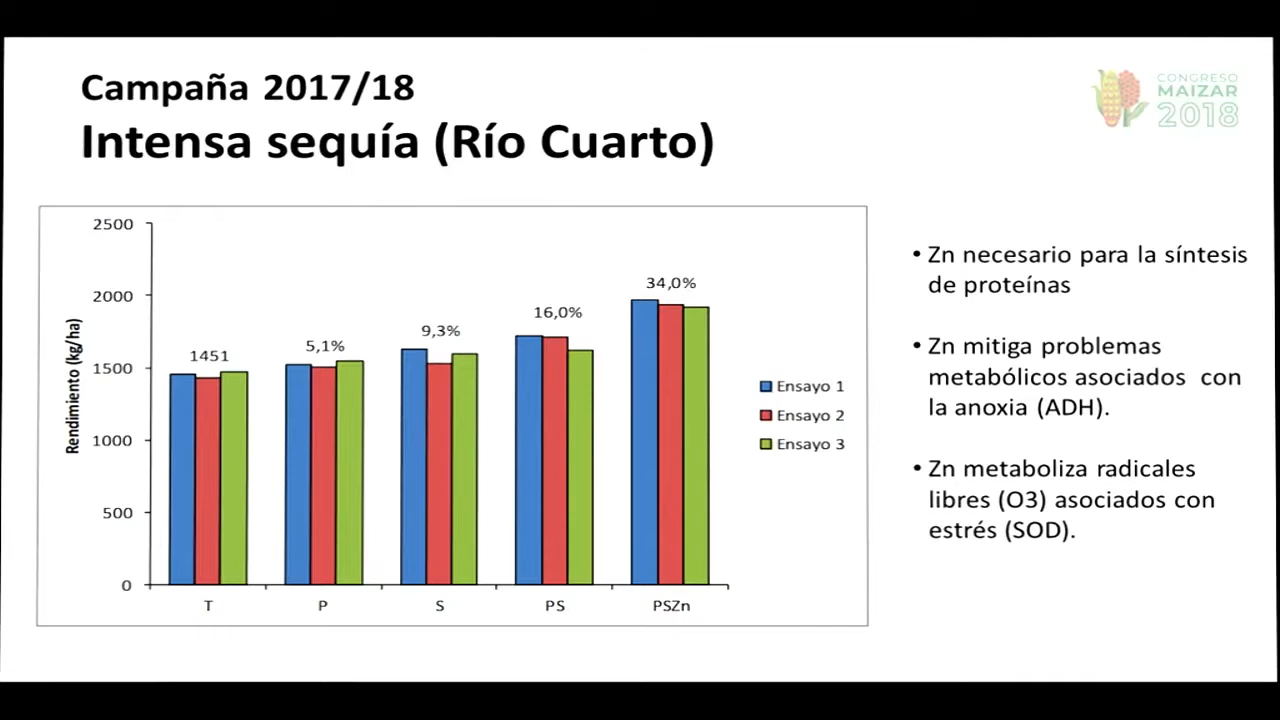 Campaña 2017/18
Intensa sequía (Río Cuarto)
CONGRESO
MAIZAR
2018
Rendimiento (kg/ha)
2500
2000
1500
1000
500
0
1451
5,1%
9,3%
16,0%
34,0%
T
P
S
PS
PSZn
Ensayo 1
Ensayo 2
Ensayo 3
• Zn necesario para la síntesis
de proteínas
• Zn mitiga problemas
metabólicos asociados con
la anoxia (ADH).
• Zn metaboliza radicales
libres (O3) asociados con
estrés (SOD).